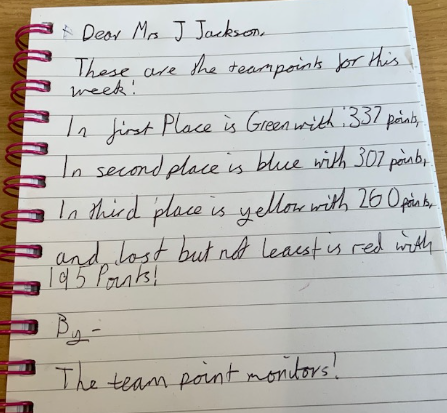 Dear Mrs J Jackson,
These are the teampoints for this
week!
In first Place is Green with :337 points,
In second place is blue with 307 points,
In third place is yellow with 260 points,
and last but not leaest is red with
195 Points!
By -
The team point monitors!